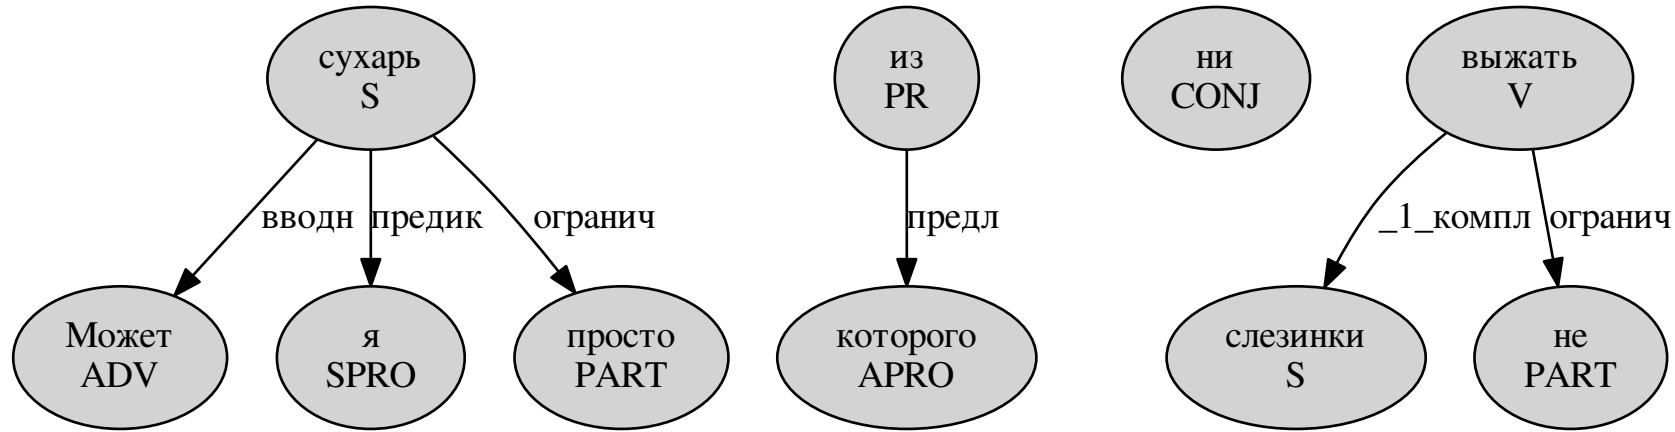 сухарь
S
из
PR
ни
CONJ
выжать
V
вводн
предик
огранич
предл
_1_компл
огранич
Может
ADV
я
SPRO
просто
PART
которого
APRO
слезинки
S
не
PART